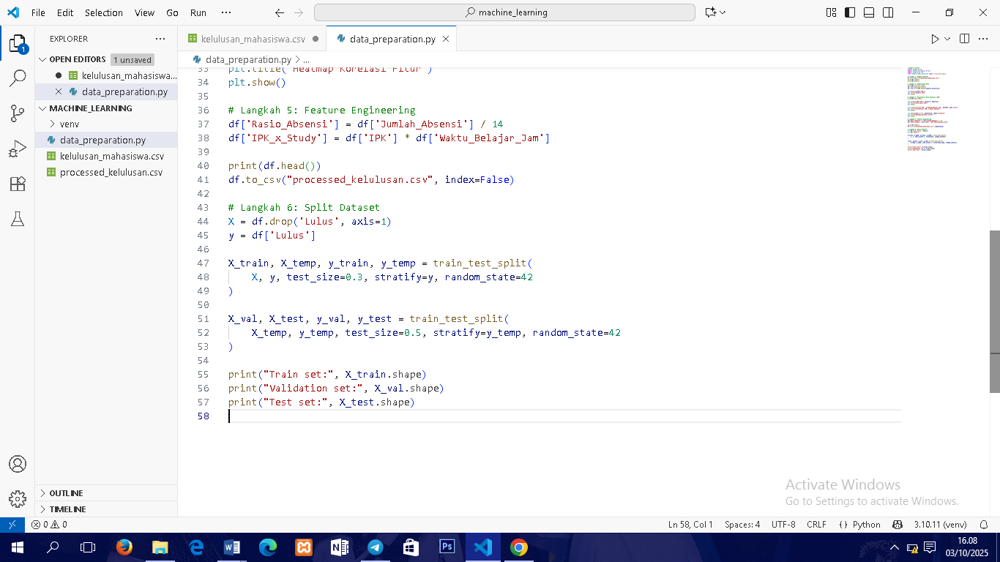 File Edit Selection View Go Run ··· machine_learning
EXPLORER ···
OPEN EDITORS 1 unsaved
kelulusan_mahasiswa...
data_preparation.py
MACHINE_LEARNING
venv
data_preparation.py
kelulusan_mahasiswa.csv
processed_kelulusan.csv
OUTLINE
TIMELINE
1
kelulusan_mahasiswa.csv data_preparation.py
data_preparation.py > ...
33 plt.title('Heatmap Korelasi Fitur')
34 plt.show()
35
36 # Langkah 5: Feature Engineering
37 df['Rasio_Absensi'] = df['Jumlah_Absensi'] / 14
38 df['IPK_x_Study'] = df['IPK'] * df['Waktu_Belajar_Jam']
39
40 print(df.head())
41 df.to_csv("processed_kelulusan.csv", index=False)
42
43 # Langkah 6: Split Dataset
44 X = df.drop('Lulus', axis=1)
45 y = df['Lulus']
46
47 X_train, X_temp, y_train, y_temp = train_test_split(
48 X, y, test_size=0.3, stratify=y, random_state=42
49 )
50
51 X_val, X_test, y_val, y_test = train_test_split(
52 X_temp, y_temp, test_size=0.5, stratify=y_temp, random_state=42
53 )
54
55 print("Train set:", X_train.shape)
56 print("Validation set:", X_val.shape)
57 print("Test set:", X_test.shape)
58
Activate Windows
Go to Settings to activate Windows.
0 0 Ln 58, Col 1 Spaces: 4 UTF-8 CRLF {} Python 3.10.11 (venv)
Ps
16.08
03/10/2025